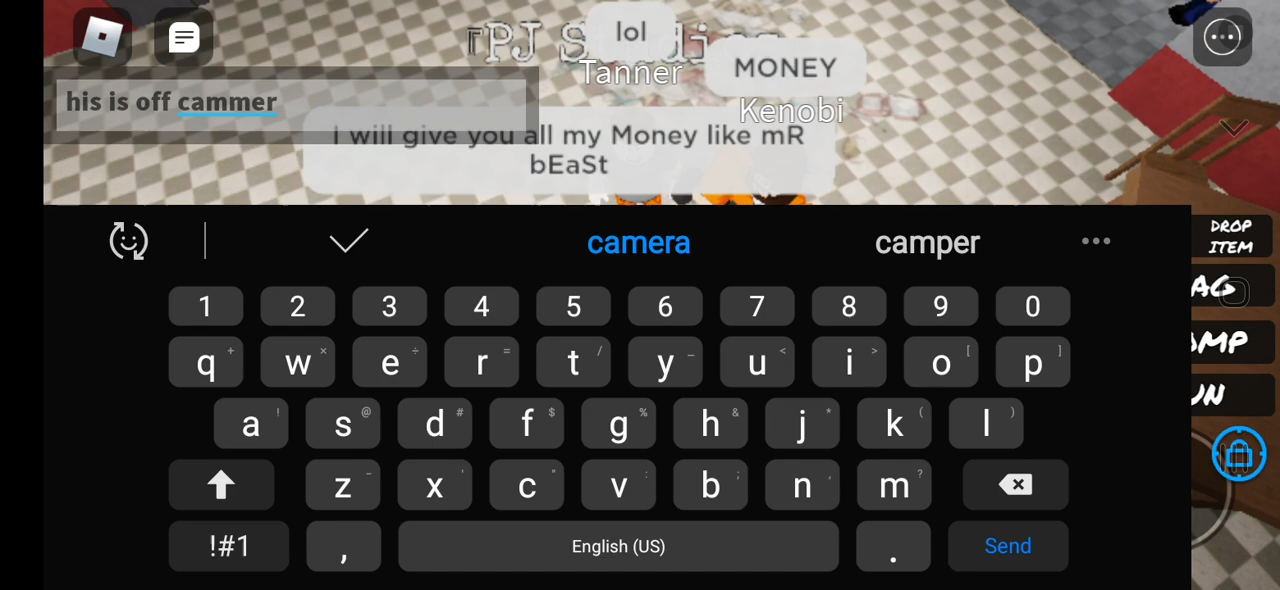 lol
MONEY
Tanner
Kenobi
his is off cammer
I will give you all my Money like mR
bEaSt
camera
camper
DROP
ITEM
1 2 3 4 5 6 7 8 9 0
q + w × e ÷ r = t / y _ u < i > o [ p ]
a ! s @ d # f $ g % h & j * k ( l )
z - x ' c " v : b ; n , m ?
!#1 , English (US) . Send